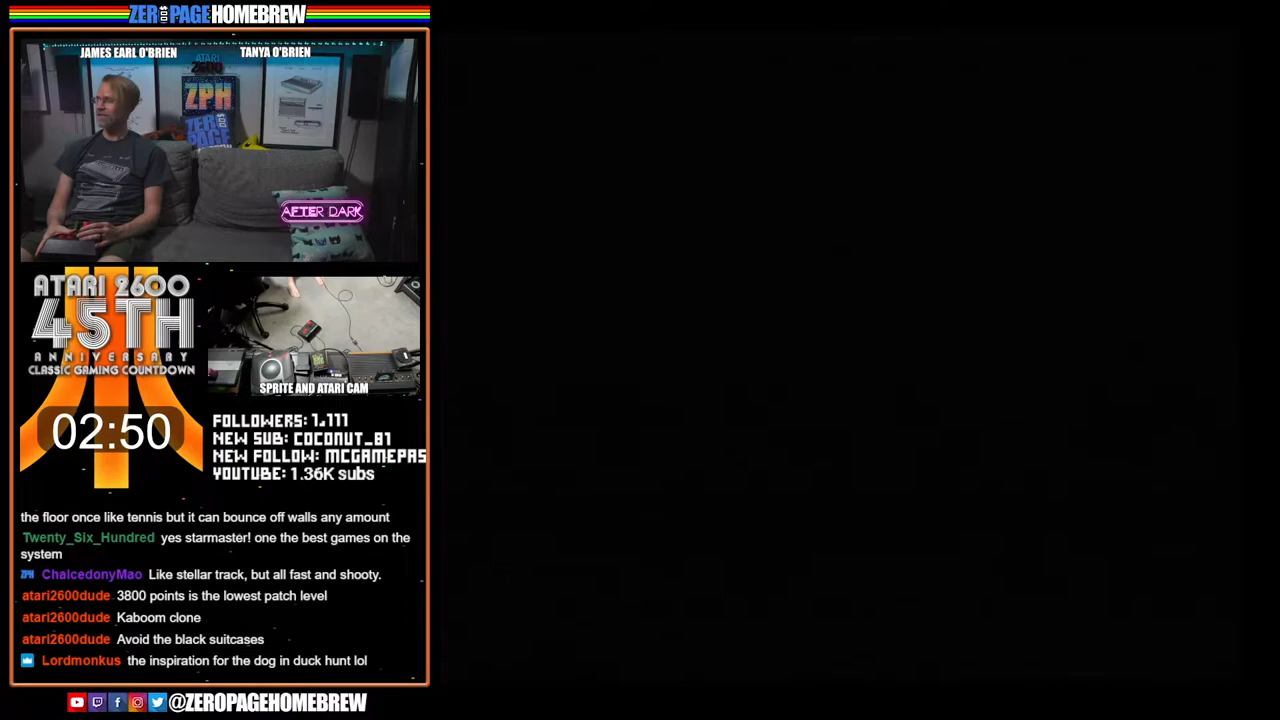 ZEROPAGE HOMEBREW
JAMES EARL O'BRIEN
TANYA O'BRIEN
ATARI
2600
ZPH
ZERO
PAGE
AFTER DARK
ATARI 2600
45TH
ANNIVERSARY
CLASSIC GAMING COUNTDOWN
02:50
SPRITE AND ATARI CAM
FOLLOWERS: 1,111
NEW SUB: COCONUT_81
NEW FOLLOW: MCGAMEPAS
YOUTUBE: 1.36K subs
the floor once like tennis but it can bounce off walls any amount
Twenty_Six_Hundred yes starmaster! one the best games on the
system
ZPH ChalcedonyMao Like stellar track, but all fast and shooty.
atari2600dude 3800 points is the lowest patch level
atari2600dude Kaboom clone
atari2600dude Avoid the black suitcases
Lordmonkus the inspiration for the dog in duck hunt lol
@ZEROPAGEHOMEBREW